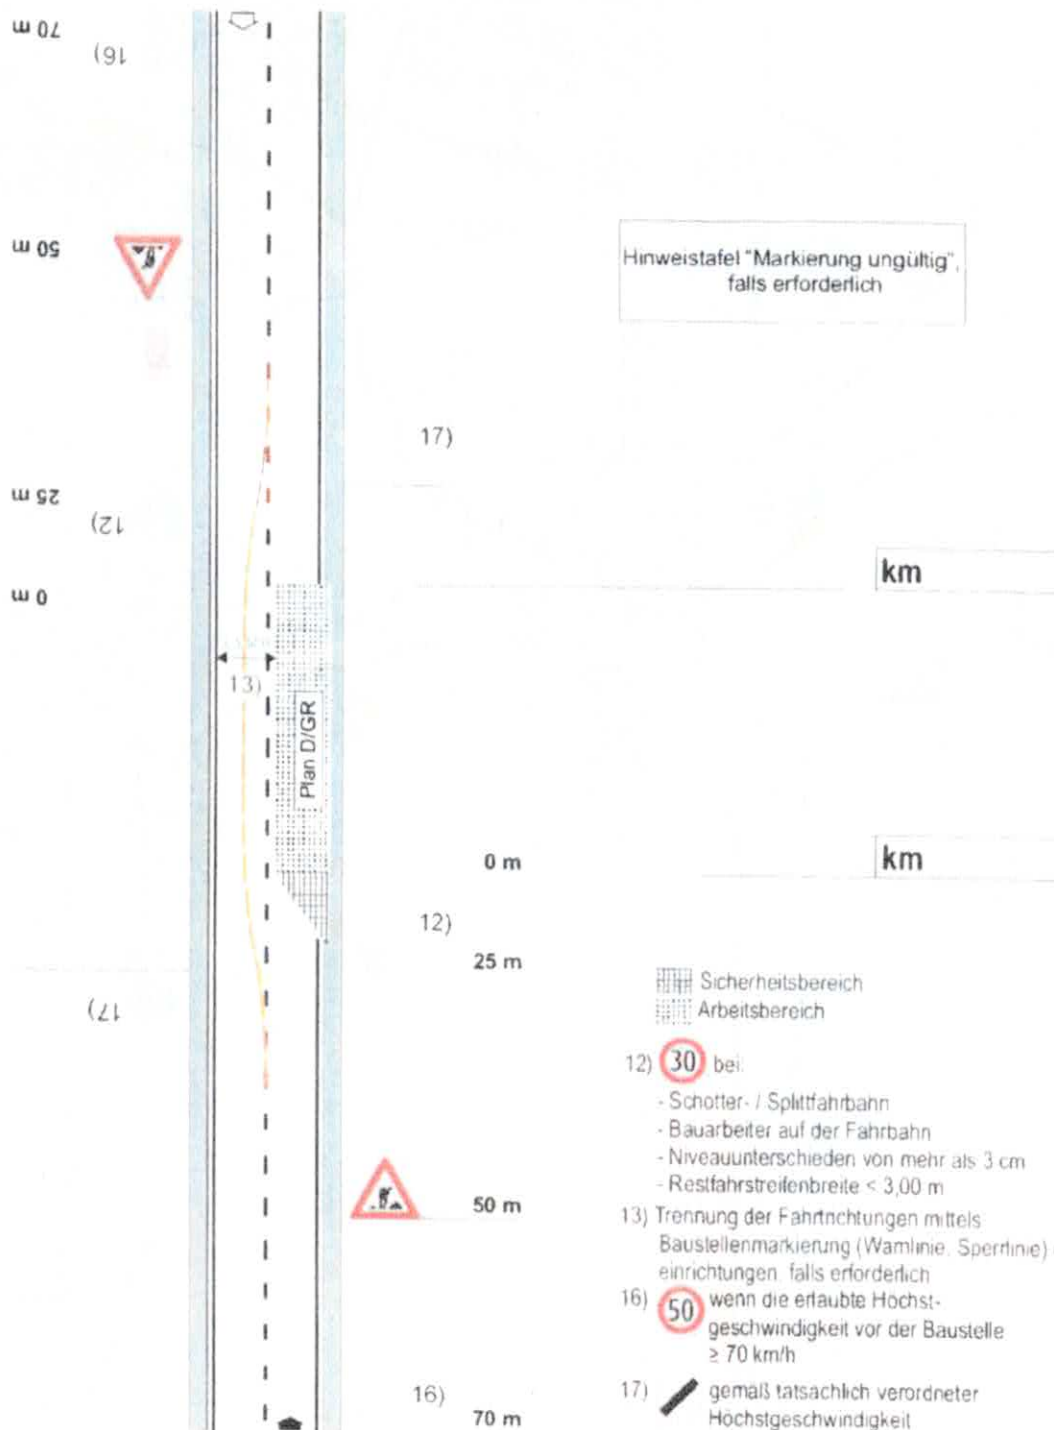 70 m
16)
50 m
Hinweistafel "Markierung ungültig",
falls erforderlich
17)
25 m
12)
km
0 m
13)
Plan D/GR
0 m
km
12)
25 m
17)
Sicherheitsbereich
Arbeitsbereich
12) 30 bei:
- Schotter- / Splittfahrbahn
- Bauarbeiter auf der Fahrbahn
- Niveauunterschieden von mehr als 3 cm
- Restfahrstreifenbreite < 3,00 m
50 m
13) Trennung der Fahrtrichtungen mittels
Baustellenmarkierung (Warnlinie, Sperrlinie)
einrichtungen, falls erforderlich
16) 50 wenn die erlaubte Höchst-
geschwindigkeit vor der Baustelle
≥ 70 km/h
16)
70 m
17) gemäß tatsächlich verordneter
Höchstgeschwindigkeit